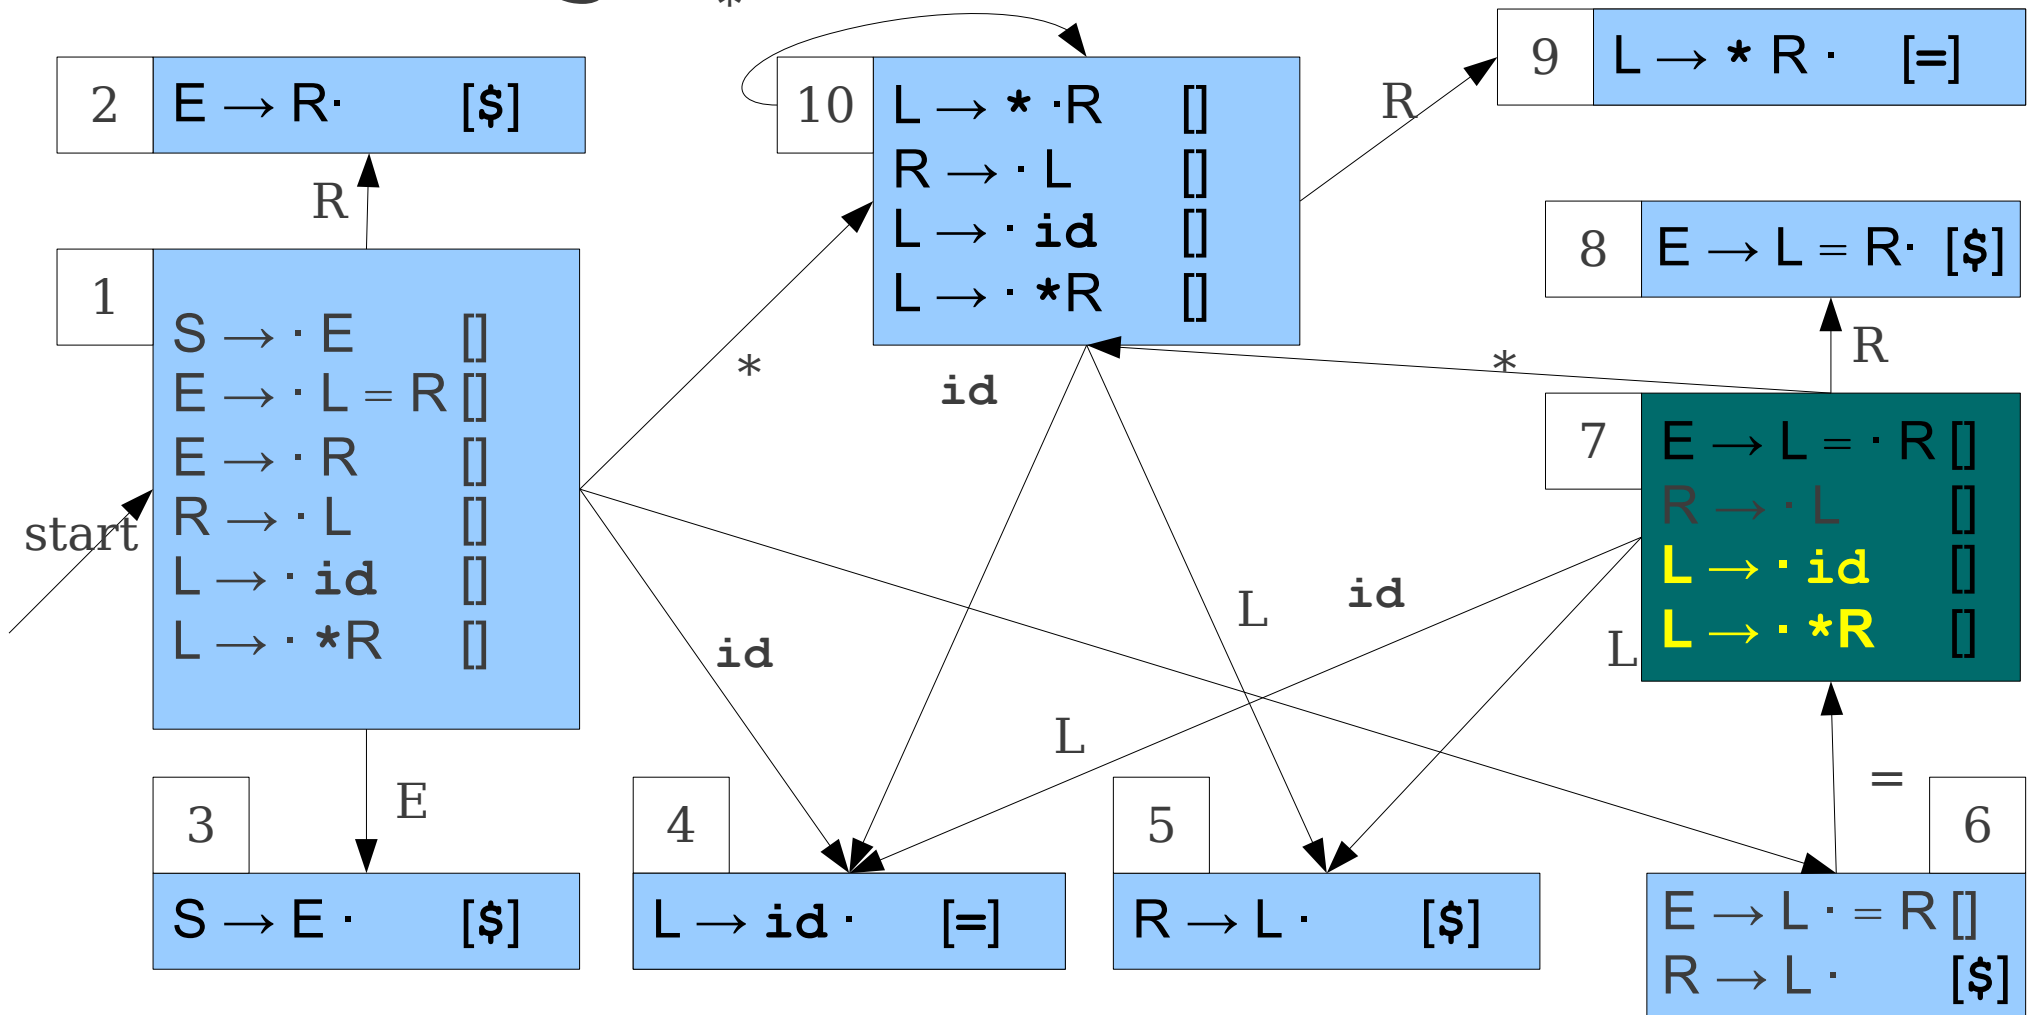 *
2
E → R· [$]
10
L → * ·R []
R → · L []
L → · id []
L → · *R []
R
9
L → * R · [=]
R
8
E → L = R· [$]
1
S → · E []
E → · L = R []
E → · R []
R → · L []
L → · id []
L → · *R []
*
id
*
R
7
E → L = · R []
R → · L []
L → · id []
L → · *R []
start
id
L
id
L
L
E
=
3
S → E · [$]
4
L → id · [=]
5
R → L · [$]
6
E → L · = R []
R → L · [$]